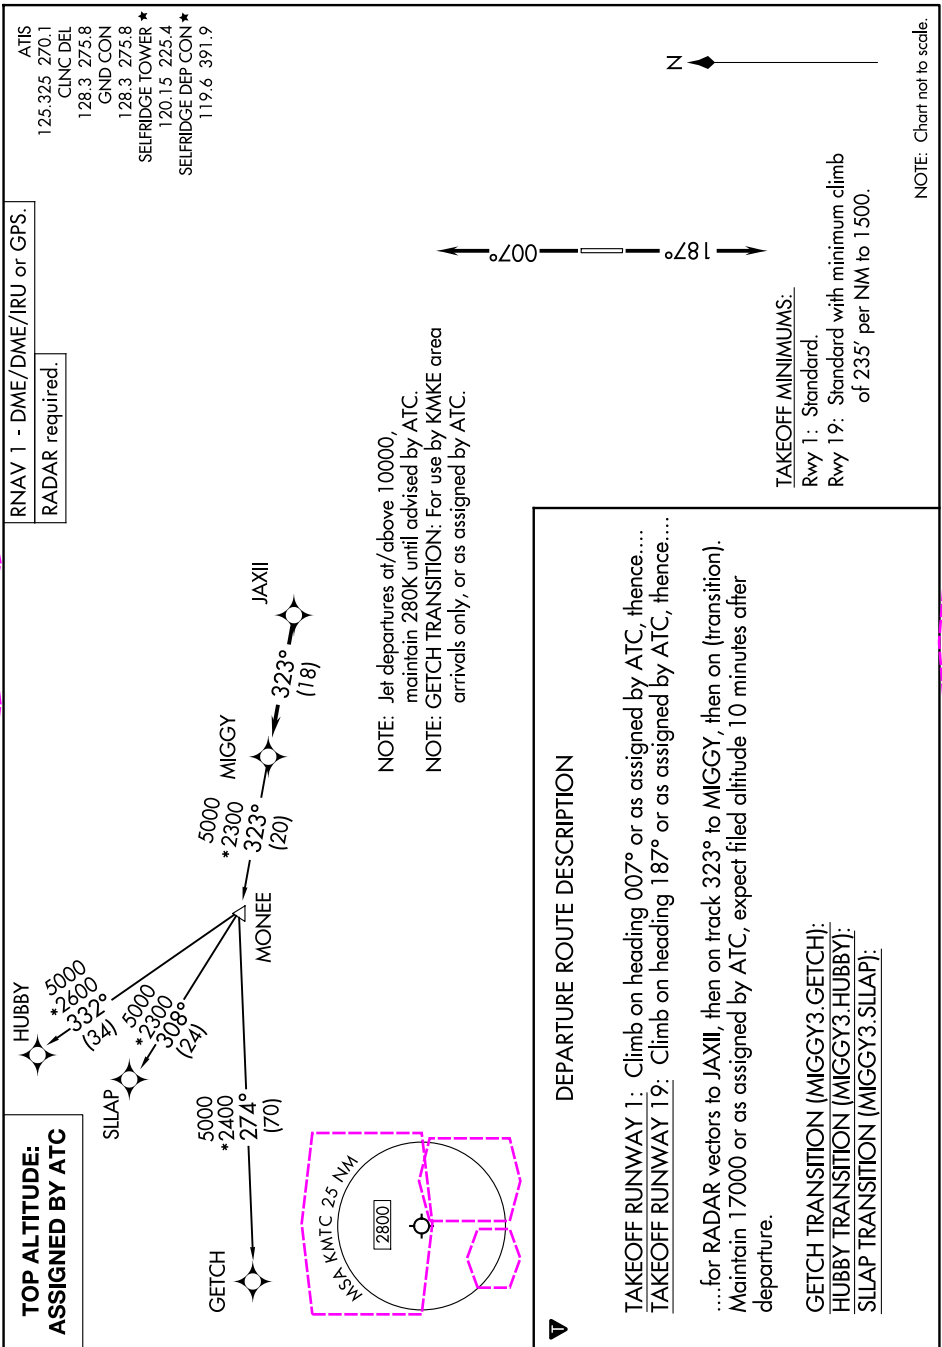 TOP ALTITUDE:
ASSIGNED BY ATC
RNAV 1 - DME/DME/IRU or GPS.
RADAR required.
ATIS
125.325 270.1
CLNC DEL
128.3 275.8
GND CON
128.3 275.8
SELFRIDGE TOWER ★
120.15 225.4
SELFRIDGE DEP CON ★
119.6 391.9
HUBBY
5000
*2600
332°
(34)
SLLAP
5000
*2300
308°
(24)
GETCH
5000
*2400
274°
(70)
MONEE
5000
*2300
323°
(20)
MIGGY
323°
(18)
JAXII
MSA KMTC 25 NM
2800
NOTE: Jet departures at/above 10000,
maintain 280K until advised by ATC.
NOTE: GETCH TRANSITION: For use by KMKE area
arrivals only, or as assigned by ATC.
007°
187°
N
TAKEOFF MINIMUMS:
Rwy 1: Standard.
Rwy 19: Standard with minimum climb
of 235' per NM to 1500.
NOTE: Chart not to scale.
T
DEPARTURE ROUTE DESCRIPTION
TAKEOFF RUNWAY 1: Climb on heading 007° or as assigned by ATC, thence....
TAKEOFF RUNWAY 19: Climb on heading 187° or as assigned by ATC, thence....
....for RADAR vectors to JAXII, then on track 323° to MIGGY, then on (transition).
Maintain 17000 or as assigned by ATC, expect filed altitude 10 minutes after
departure.
GETCH TRANSITION (MIGGY3.GETCH):
HUBBY TRANSITION (MIGGY3.HUBBY):
SLLAP TRANSITION (MIGGY3.SLLAP):